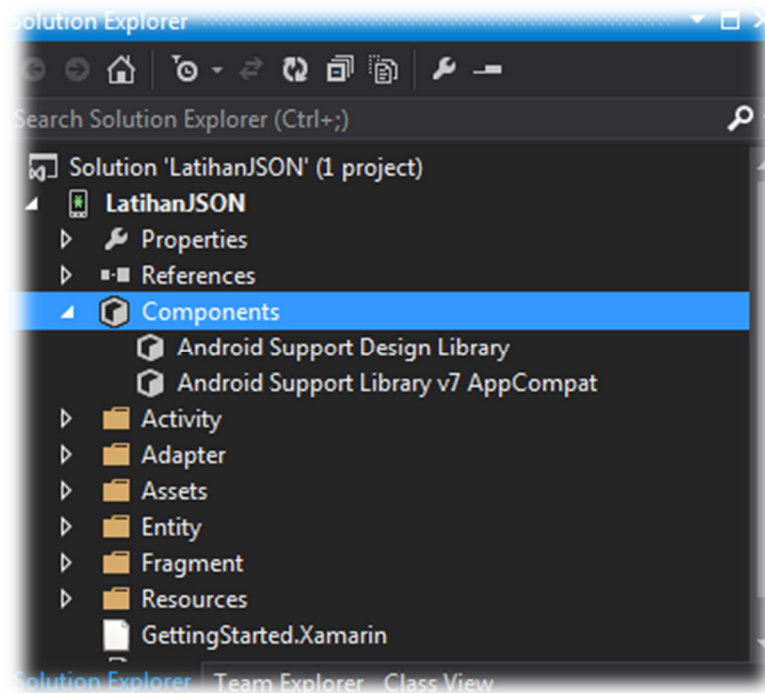 Solution Explorer
Search Solution Explorer (Ctrl+;)
Solution 'LatihanJSON' (1 project)
LatihanJSON
Properties
References
Components
Android Support Design Library
Android Support Library v7 AppCompat
Activity
Adapter
Assets
Entity
Fragment
Resources
GettingStarted.Xamarin
Solution Explorer Team Explorer Class View